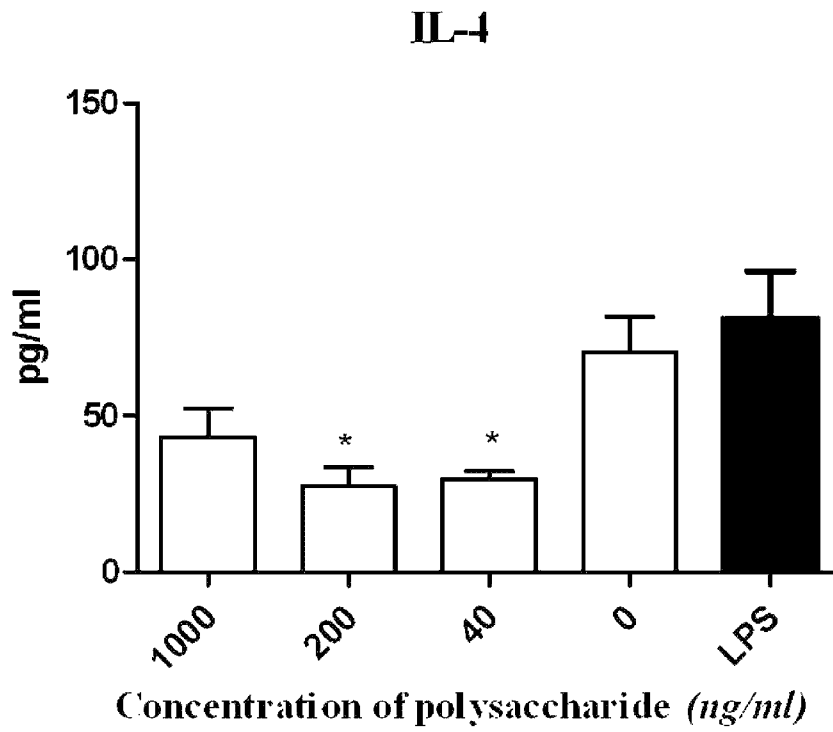 IL-4
150
100
50
0
pg/ml
* *
1000 200 40 0 LPS
Concentration of polysaccharide (ng/ml)